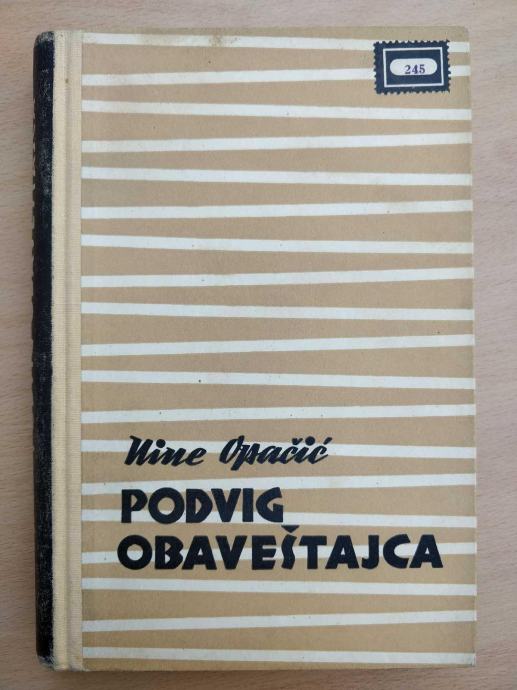 245
Nine Opačić
PODVIG
OBAVEŠTAJCA